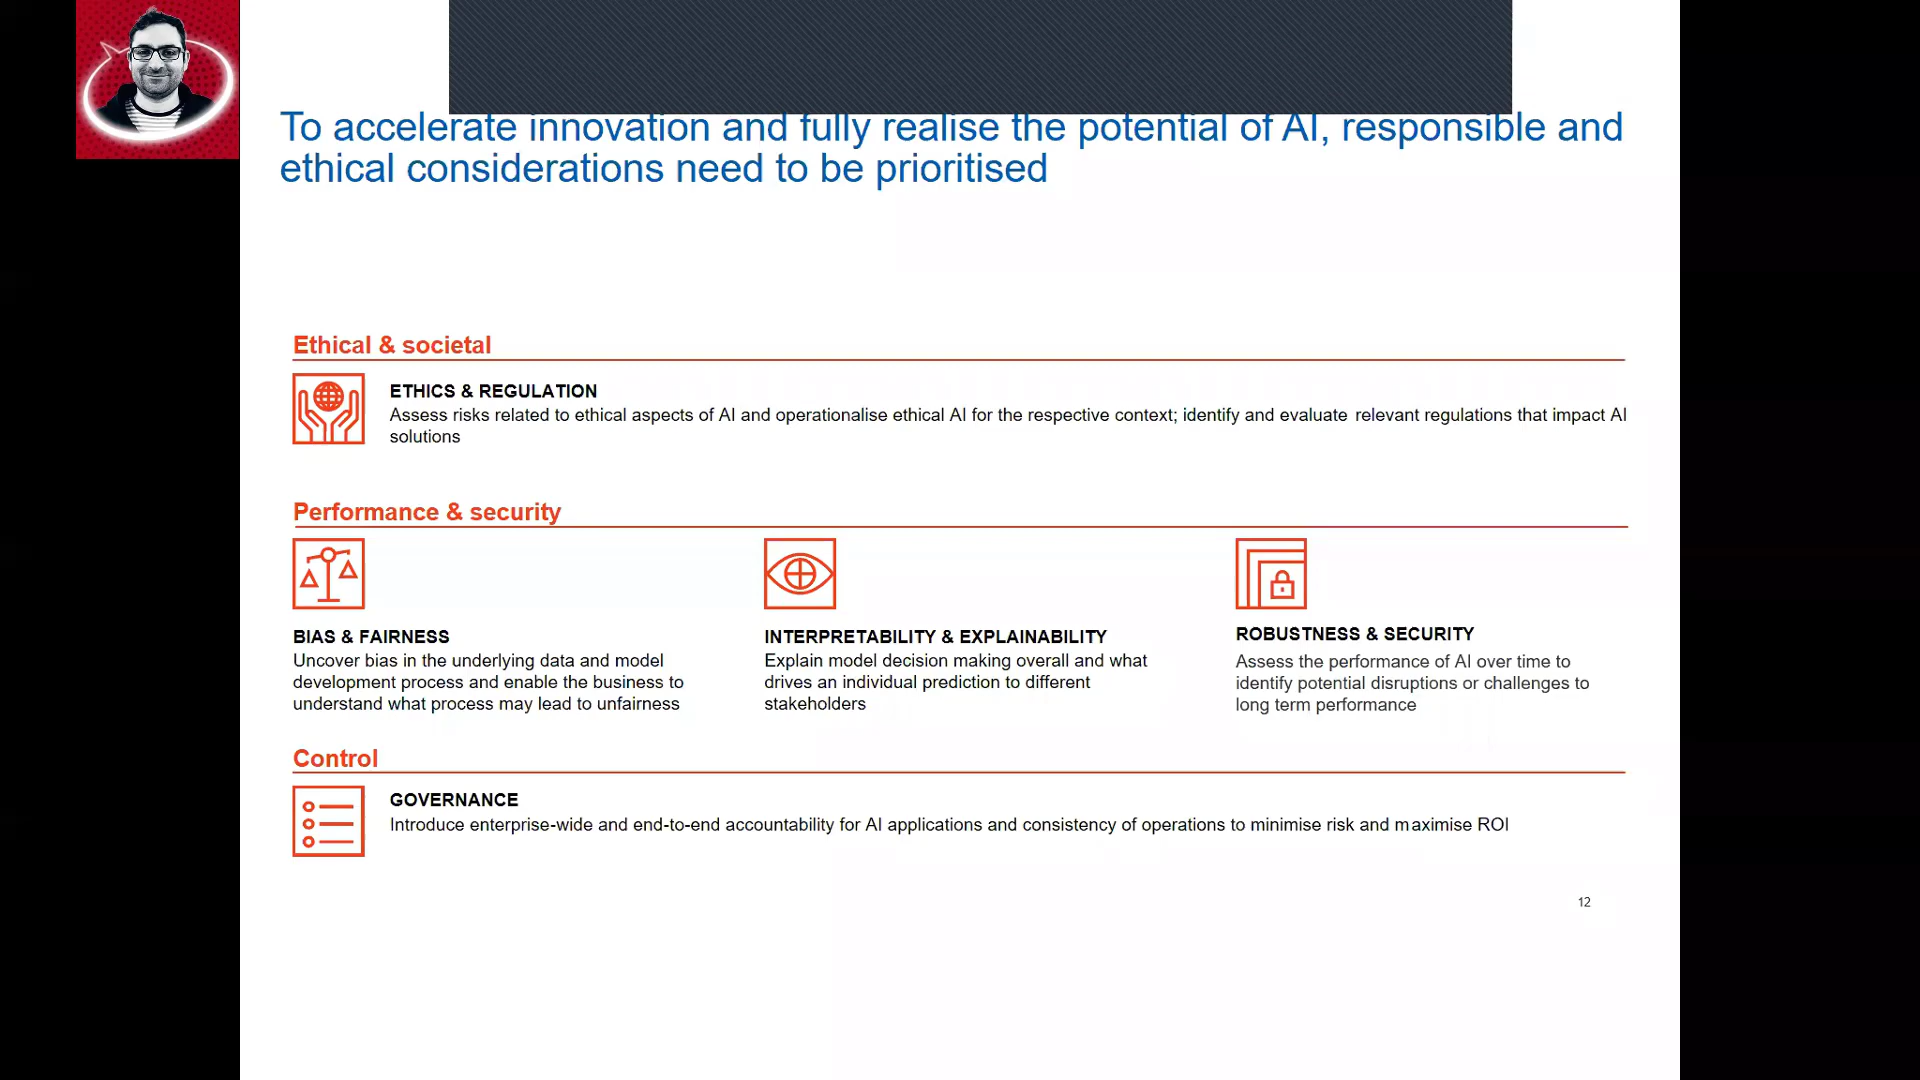 To accelerate innovation and fully realise the potential of AI, responsible and
ethical considerations need to be prioritised
Ethical & societal
ETHICS & REGULATION
Assess risks related to ethical aspects of AI and operationalise ethical AI for the respective context; identify and evaluate relevant regulations that impact AI
solutions
Performance & security
BIAS & FAIRNESS
Uncover bias in the underlying data and model
development process and enable the business to
understand what process may lead to unfairness
INTERPRETABILITY & EXPLAINABILITY
Explain model decision making overall and what
drives an individual prediction to different
stakeholders
ROBUSTNESS & SECURITY
Assess the performance of AI over time to
identify potential disruptions or challenges to
long term performance
Control
GOVERNANCE
Introduce enterprise-wide and end-to-end accountability for AI applications and consistency of operations to minimise risk and maximise ROI
12